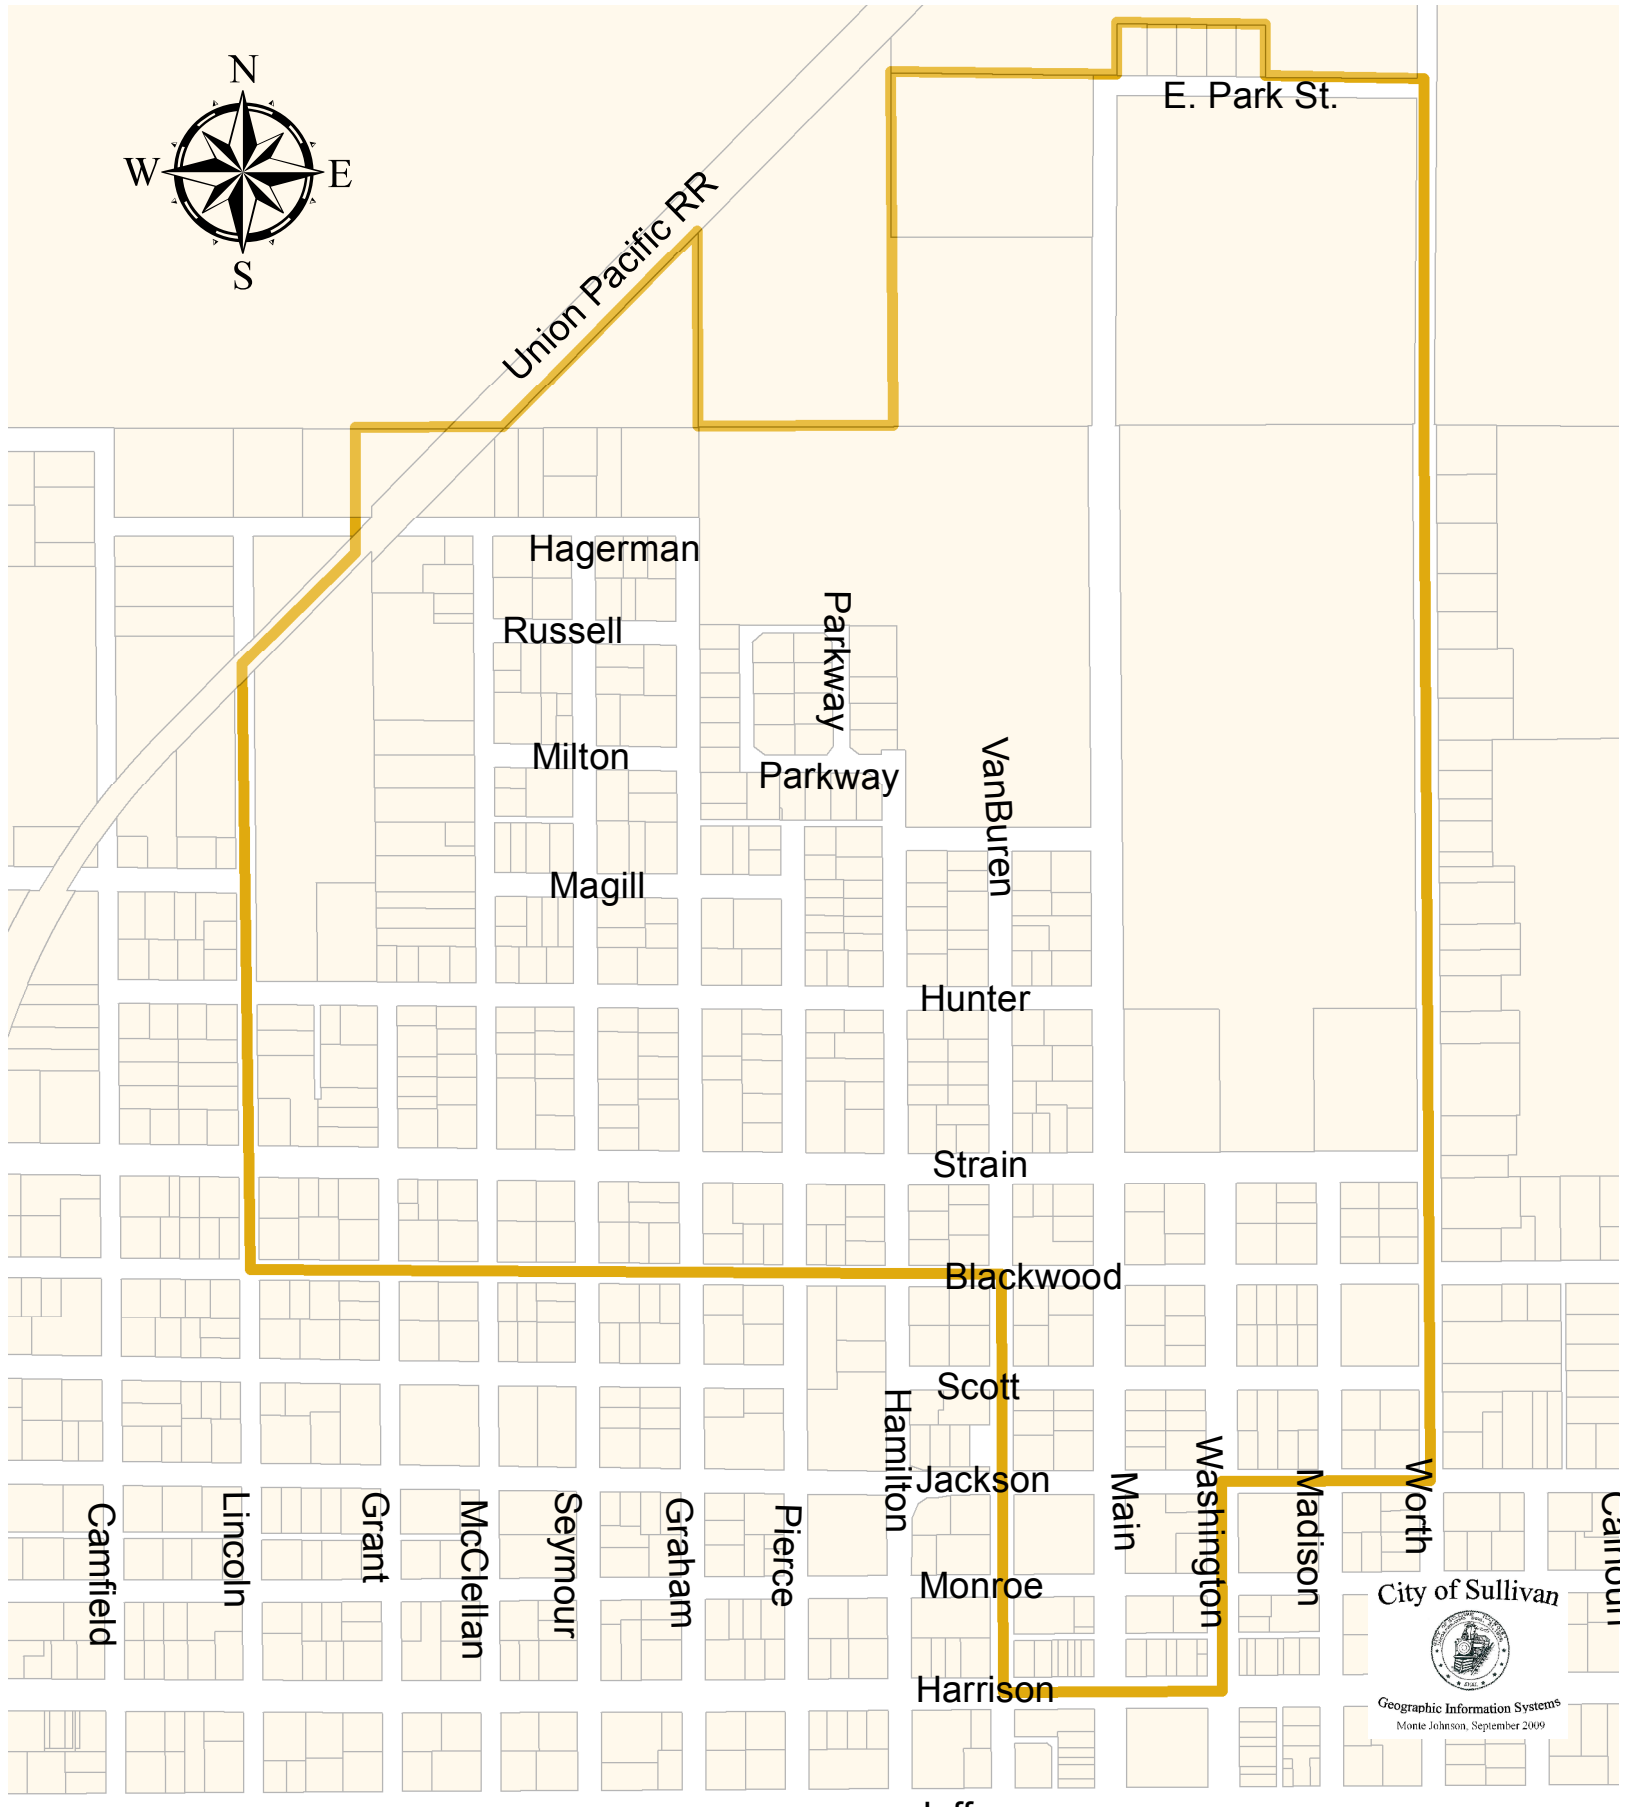 N
W
E
S
E. Park St.
Union Pacific RR
Hagerman
Parkway
Russell
Milton
Parkway
VanBuren
Magill
Hunter
Strain
Blackwood
Scott
Hamilton
Jackson
Main
Washington
Madison
Worth
Camfield
Lincoln
Grant
McClellan
Seymour
Graham
Pierce
Monroe
Harrison
City of Sullivan
Geographic Information Systems
Monte Johnson, September 2009